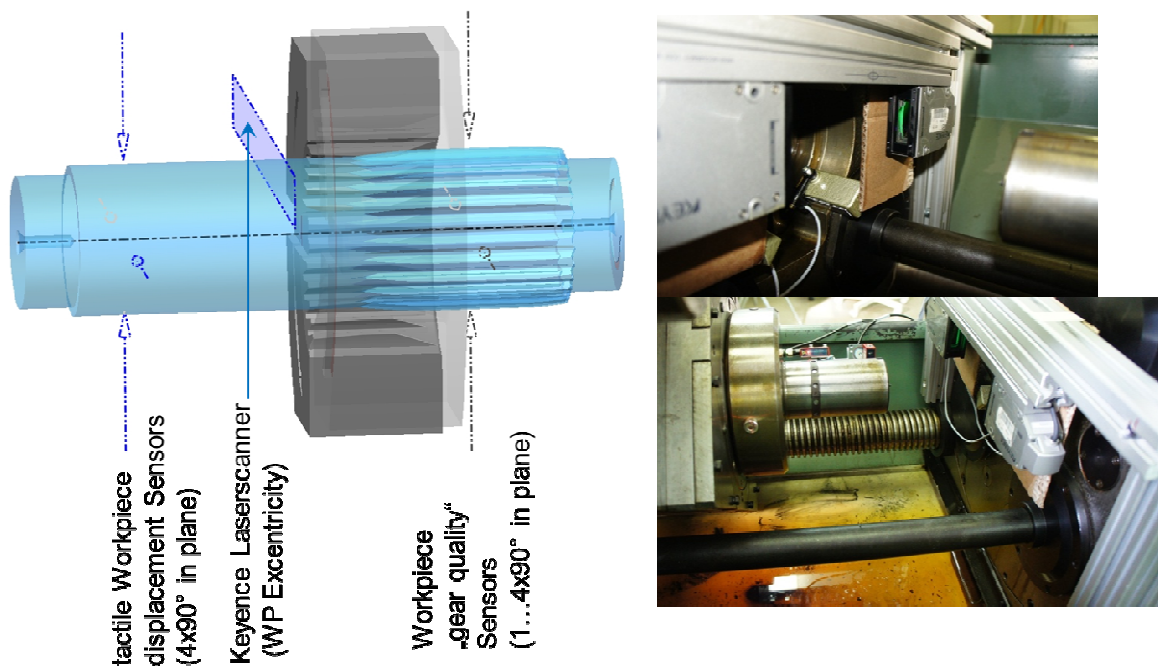 tactile Workpiece
displacement Sensors
(4x90° in plane)
Keyence Laserscanner
(WP Excentricity)
Workpiece
„gear quality“
Sensors
(1...4x90° in plane)
KEY